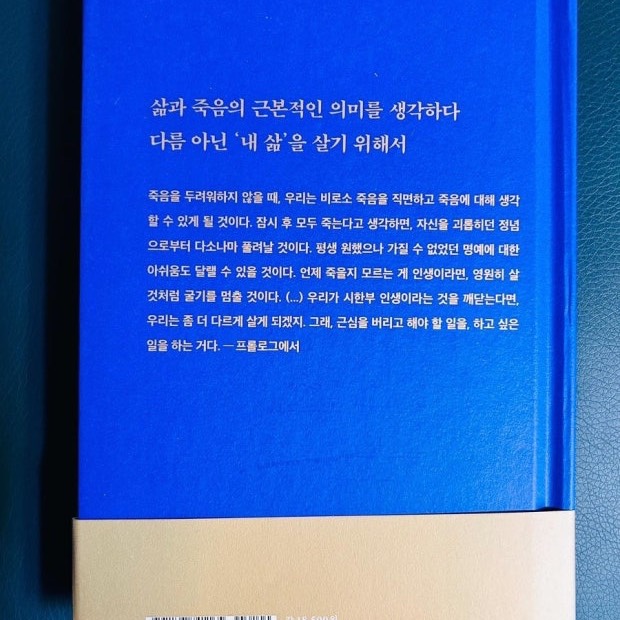 삶과 죽음의 근본적인 의미를 생각하다
다름 아닌 ‘내 삶’을 살기 위해서
죽음을 두려워하지 않을 때, 우리는 비로소 죽음을 직면하고 죽음에 대해 생각
할 수 있게 될 것이다. 잠시 후 모두 죽는다고 생각하면, 자신을 괴롭히던 정념
으로부터 다소나마 풀려날 것이다. 평생 원했으나 가질 수 없었던 명예에 대한
아쉬움도 달랠 수 있을 것이다. 언제 죽을지 모르는 게 인생이라면, 영원히 살
것처럼 굴기를 멈출 것이다. (...) 우리가 시한부 인생이라는 것을 깨닫는다면,
우리는 좀 더 다르게 살게 되겠지. 그래, 근심을 버리고 해야 할 일을, 하고 싶은
일을 하는 거다. ─ 프롤로그에서